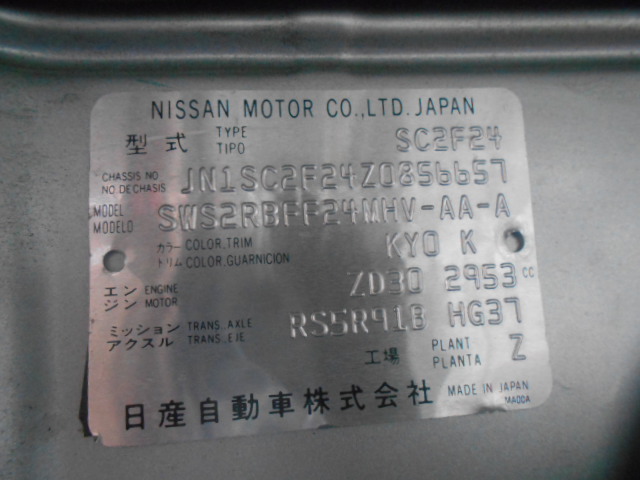 NISSAN MOTOR CO.,LTD. JAPAN
型式 TYPE TIPO SC2F24
CHASSIS NO NO DE CHASIS JN1SC2F24Z0856657
MODEL MODELO SWS2RBFF24MHV-AA-A
カラー COLOR,TRIM KY0 K
トリム COLOR,GUARNICION
エンジン ENGINE MOTOR ZD30 2953 CC
ミッション TRANS. AXLE RS5R91B HG37
アクスル TRANS. EJE
工場 PLANT PLANTA Z
日産自動車株式会社 MADE IN JAPAN
MA00A